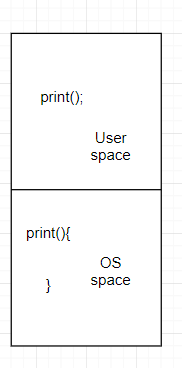 print();
User
space
print(){
OS
space
}